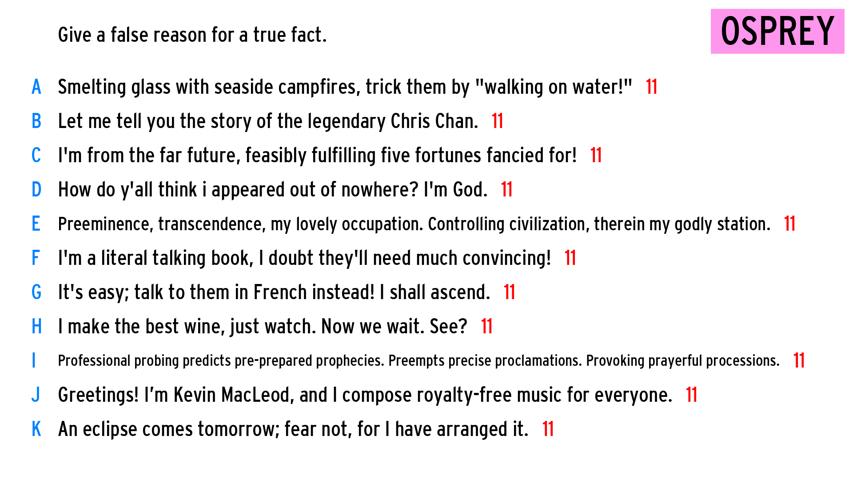 Give a false reason for a true fact.
OSPREY
A Smelting glass with seaside campfires, trick them by "walking on water!" 11
B Let me tell you the story of the legendary Chris Chan. 11
C I'm from the far future, feasibly fulfilling five fortunes fancied for! 11
D How do y'all think i appeared out of nowhere? I'm God. 11
E Preeminence, transcendence, my lovely occupation. Controlling civilization, therein my godly station. 11
F I'm a literal talking book, I doubt they'll need much convincing! 11
G It's easy; talk to them in French instead! I shall ascend. 11
H I make the best wine, just watch. Now we wait. See? 11
I Professional probing predicts pre-prepared prophecies. Preempts precise proclamations. Provoking prayerful processions. 11
J Greetings! I’m Kevin MacLeod, and I compose royalty-free music for everyone. 11
K An eclipse comes tomorrow; fear not, for I have arranged it. 11